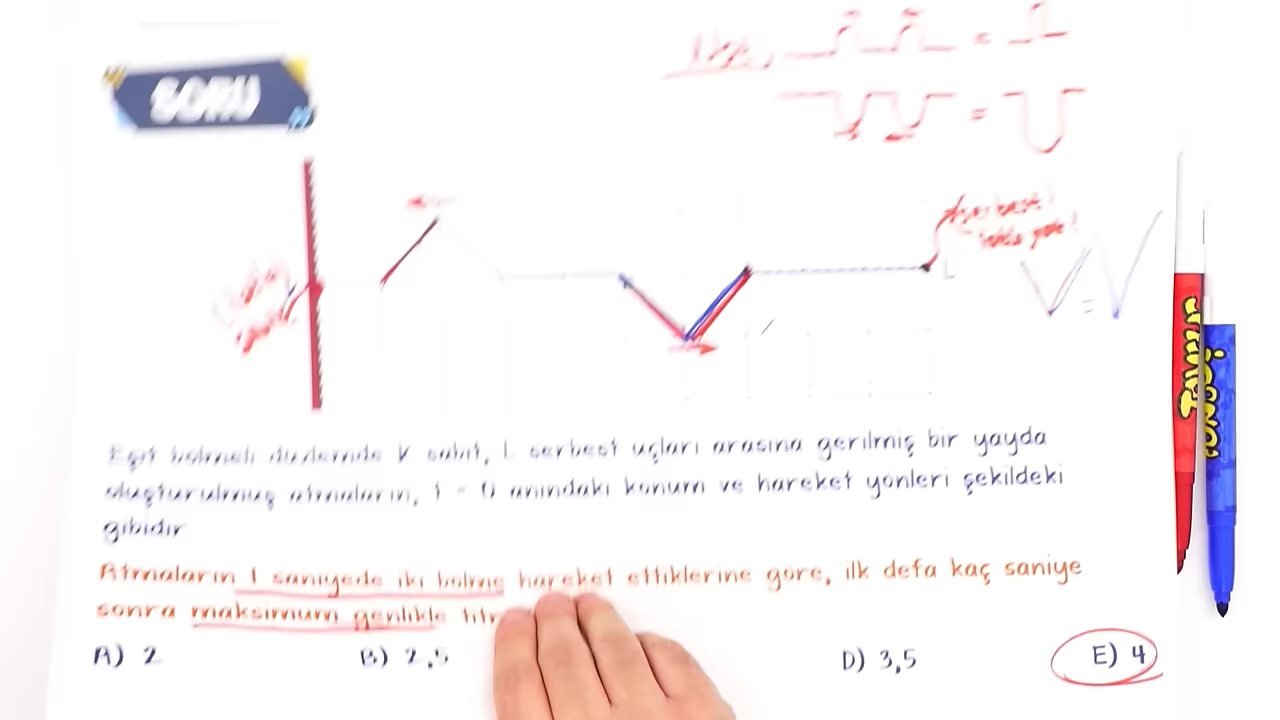 SORU
serbest!
Eşit bölmeli düzlemde K sabit, L serbest uçları arasına gerilmiş bir yayda
oluşturulmuş atmaların, t = 0 anındaki konum ve hareket yönleri şekildeki
gibidir
L
=
=
=
Atmaların 1 saniyede iki bölme hareket ettiklerine göre, ilk defa kaç saniye
sonra maksimum genlikle
A) 2
B) 2,5
D) 3,5
E) 4